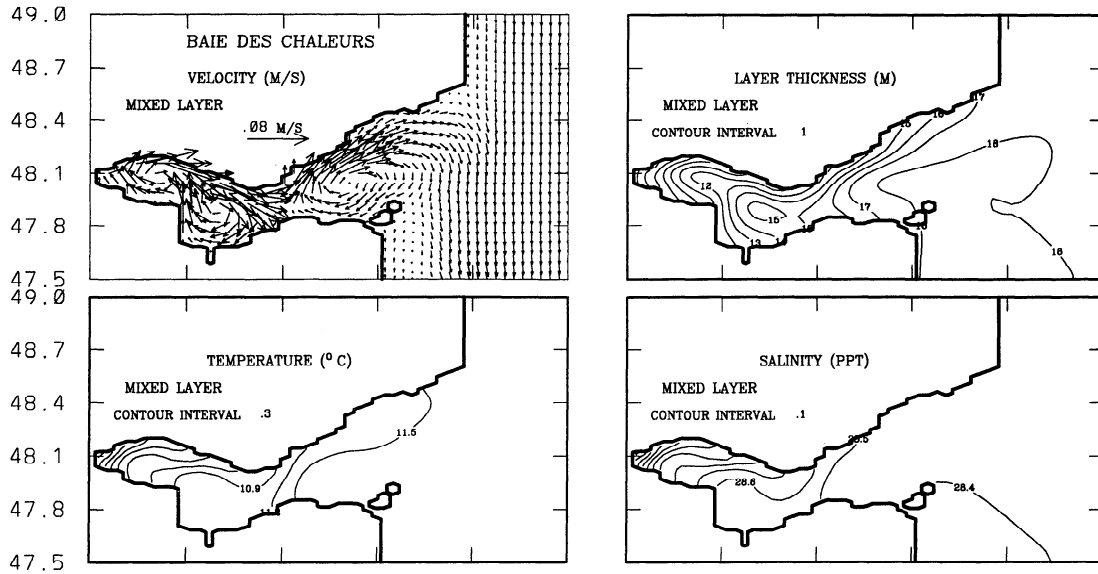 49.0
48.7
48.4
48.1
47.8
47.5
BAIE DES CHALEURS
VELOCITY (M/S)
MIXED LAYER
.08 M/S
LAYER THICKNESS (M)
MIXED LAYER
CONTOUR INTERVAL 1
15
16
17
18
12
15
17
13
16
49.0
48.7
48.4
48.1
47.8
47.5
TEMPERATURE (⁰ C)
MIXED LAYER
CONTOUR INTERVAL .3
11.5
10.9
SALINITY (PPT)
MIXED LAYER
CONTOUR INTERVAL .1
28.6
28.4